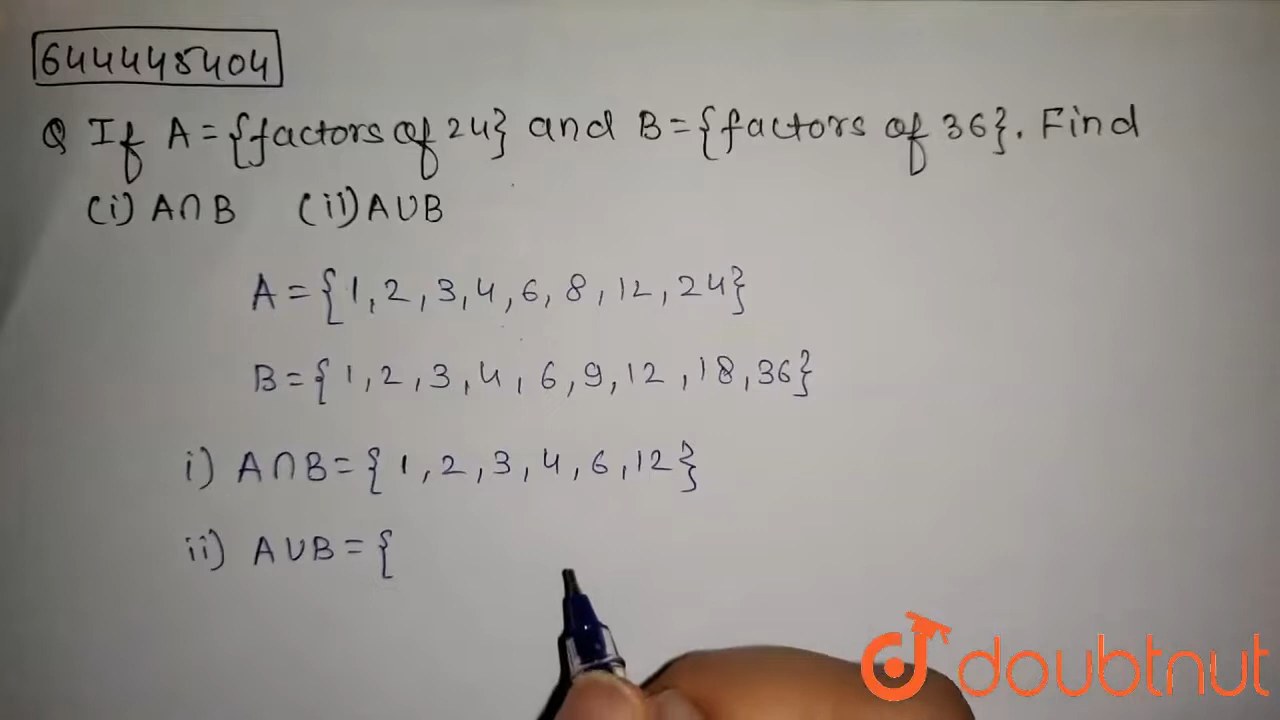 644448404
Q If A = {factors of 24} and B = {factors of 36}. Find
(i) A∩B (ii) A∪B
A = {1, 2, 3, 4, 6, 8, 12, 24}
B = {1, 2, 3, 4, 6, 9, 12, 18, 36}
i) A∩B = {1, 2, 3, 4, 6, 12}
ii) A∪B = {
doubtnut